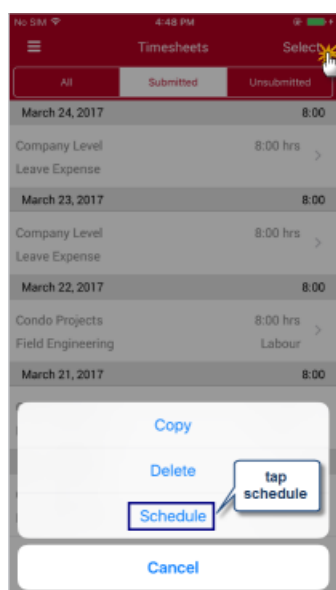 No SIM 4:48 PM
Timesheets Select
All Submitted Unsubmitted
March 24, 2017 8:00
Company Level 8:00 hrs
Leave Expense
March 23, 2017 8:00
Company Level 8:00 hrs
Leave Expense
March 22, 2017 8:00
Condo Projects 8:00 hrs
Field Engineering Labour
March 21, 2017 8:00
Copy
Delete
tap
schedule
Schedule
Cancel